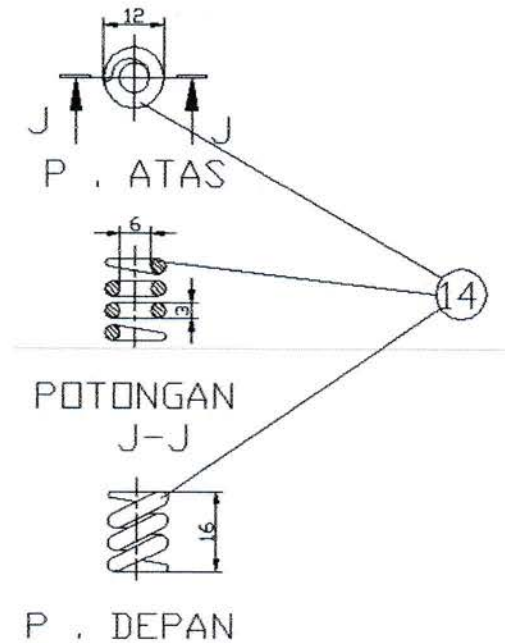 12
J J
P . ATAS
6
14
3
POTONGAN
J-J
16
P . DEPAN